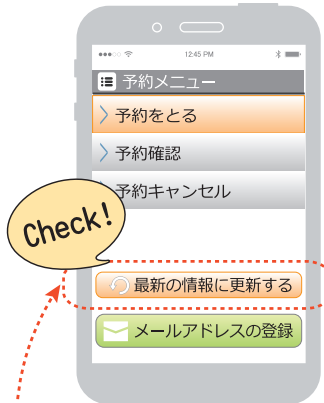 12:45 PM
予約メニュー
予約をとる
予約確認
予約キャンセル
Check!
最新の情報に更新する
メールアドレスの登録